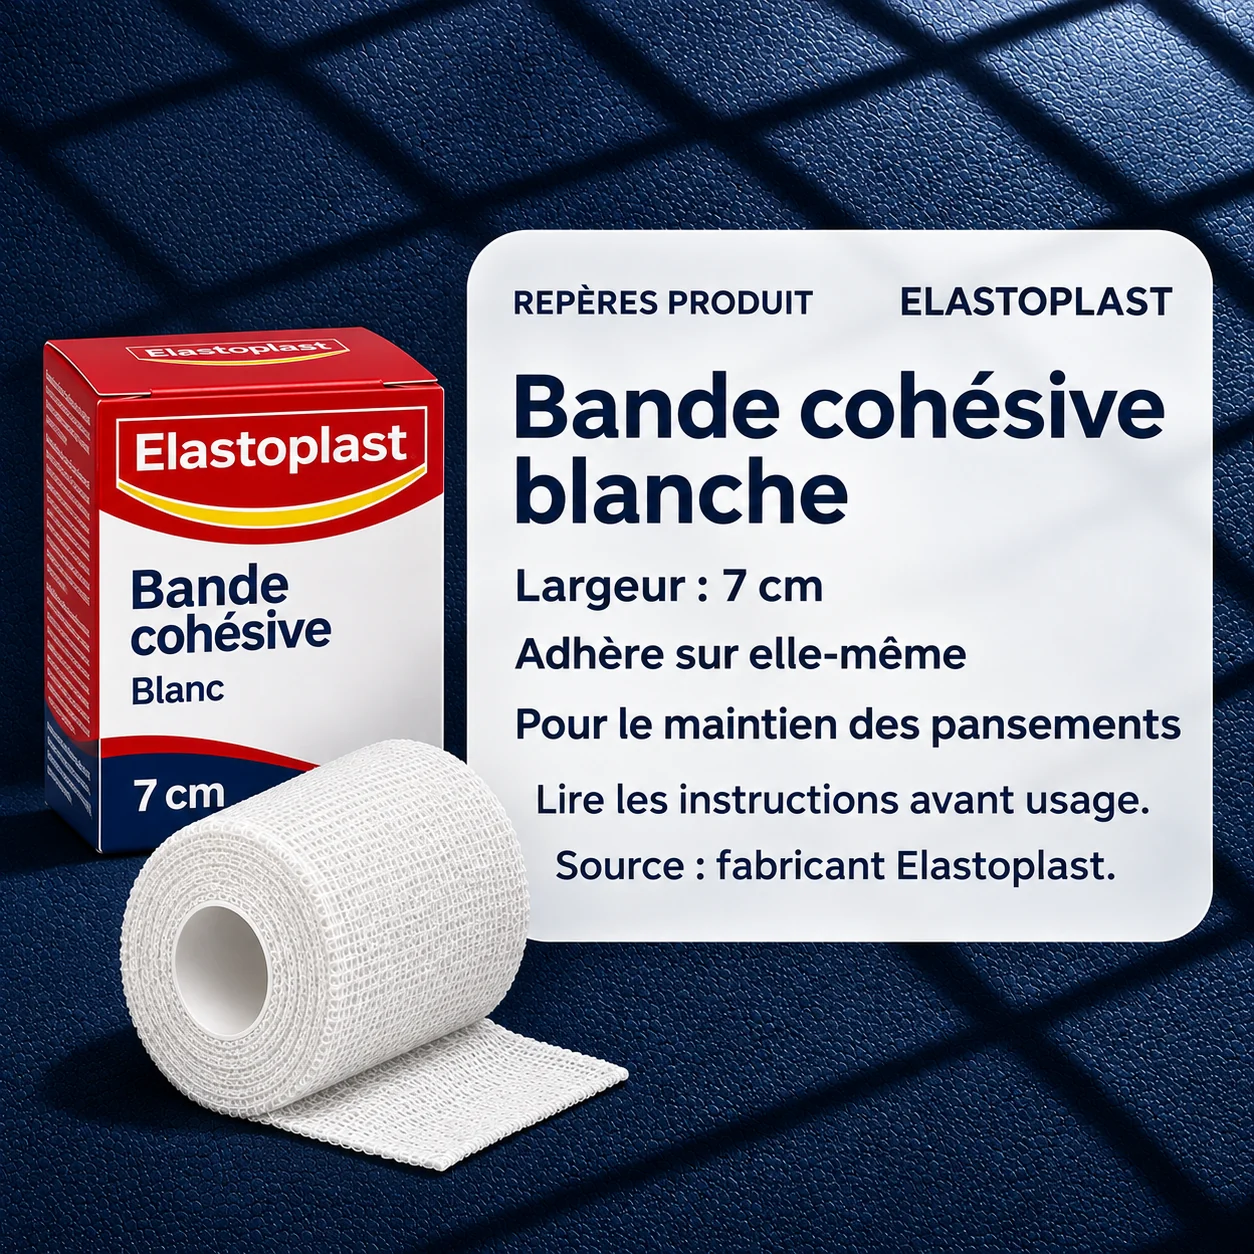 Elastoplast
Elastoplast
Bande
cohésive
Blanc
7 cm
REPÈRES PRODUIT
ELASTOPLAST
Bande cohésive
blanche
Largeur : 7 cm
Adhère sur elle-même
Pour le maintien des pansements
Lire les instructions avant usage.
Source : fabricant Elastoplast.